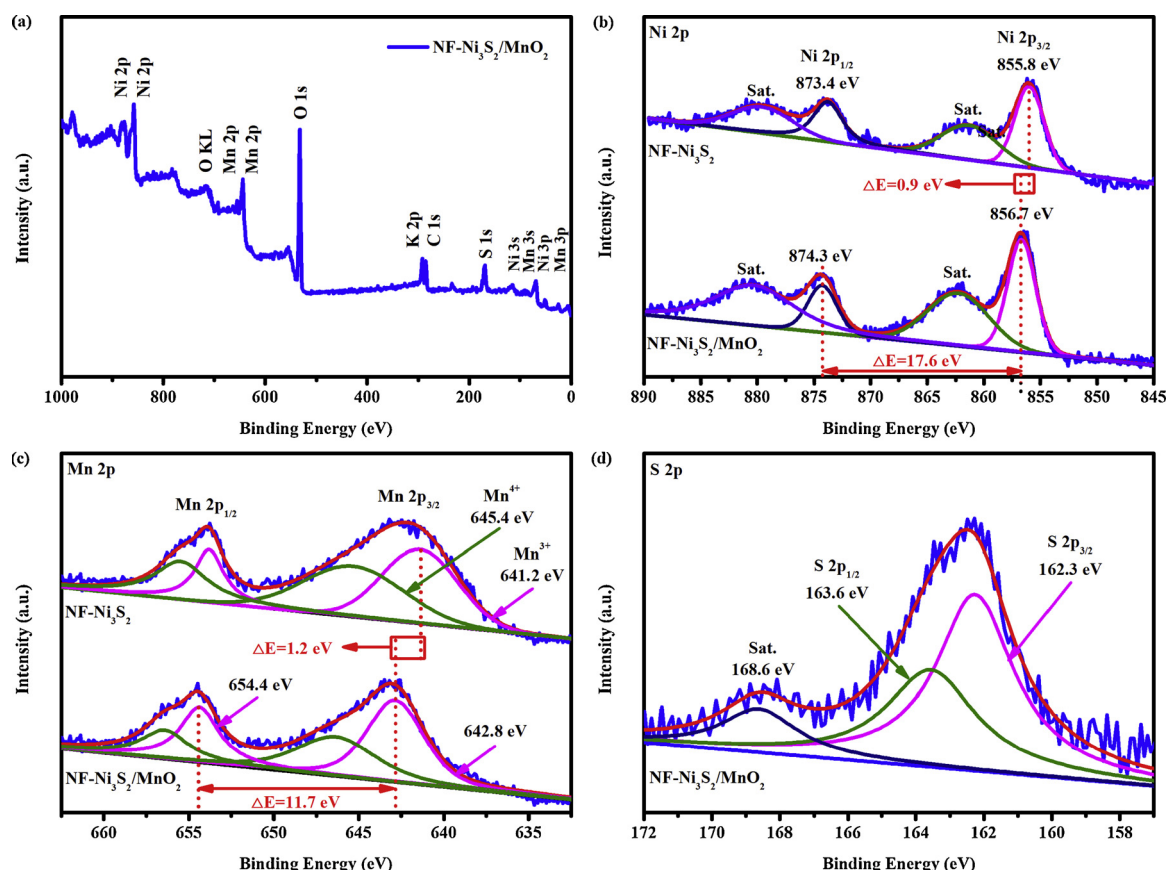 (a)
NF-Ni3S2/MnO2
Ni 2p
Ni 2p
O KL
Mn 2p
Mn 2p
O 1s
K 2p
C 1s
S 1s
Ni 3s
Mn 3s
Ni 3p
Mn 3p
Intensity (a.u.)
1000 800 600 400 200 0
Binding Energy (eV)
(b)
Ni 2p
Ni 2p3/2
855.8 eV
Ni 2p1/2
873.4 eV
Sat.
Sat.
Sat.
NF-Ni3S2
△E=0.9 eV
856.7 eV
874.3 eV
Sat.
Sat.
NF-Ni3S2/MnO2
△E=17.6 eV
Intensity (a.u.)
890 885 880 875 870 865 860 855 850 845
Binding Energy (eV)
(c)
Mn 2p
Mn 2p1/2
Mn 2p3/2
Mn4+
645.4 eV
Mn3+
641.2 eV
NF-Ni3S2
△E=1.2 eV
654.4 eV
642.8 eV
NF-Ni3S2/MnO2
△E=11.7 eV
Intensity (a.u.)
660 655 650 645 640 635
Binding Energy (eV)
(d)
S 2p
S 2p3/2
162.3 eV
S 2p1/2
163.6 eV
Sat.
168.6 eV
NF-Ni3S2/MnO2
Intensity (a.u.)
172 170 168 166 164 162 160 158
Binding Energy (eV)